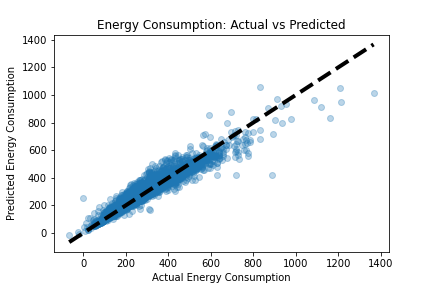 Energy Consumption: Actual vs Predicted
Predicted Energy Consumption
1400
1200
1000
800
600
400
200
0
0 200 400 600 800 1000 1200 1400
Actual Energy Consumption